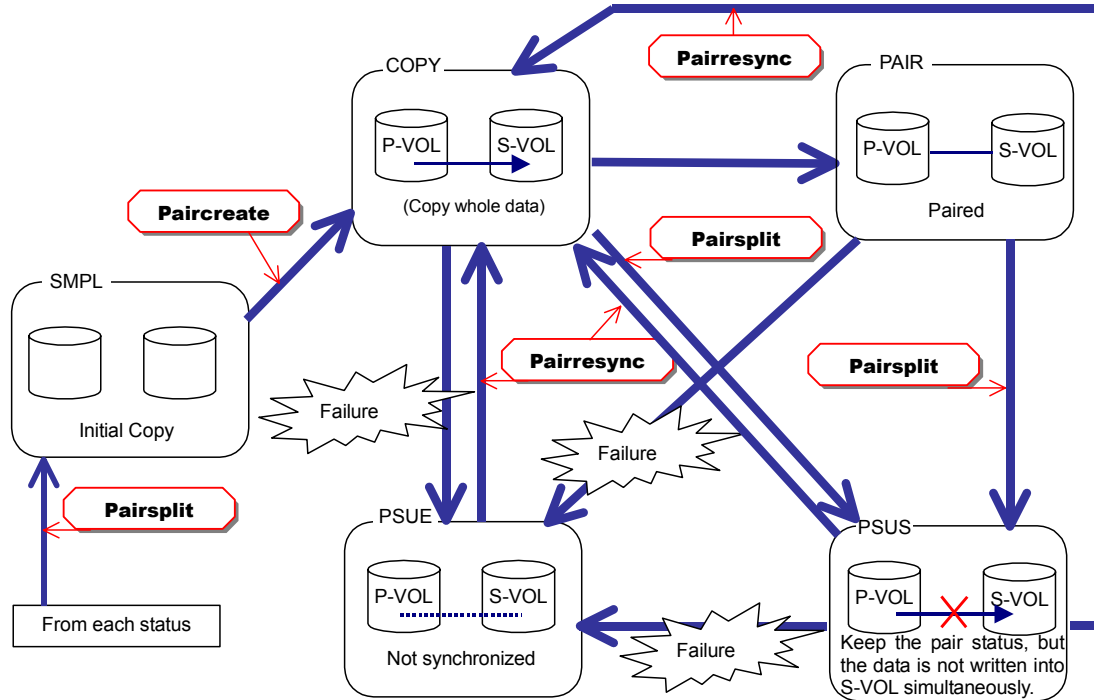 Pairresync
COPY
P-VOL
S-VOL
(Copy whole data)
PAIR
P-VOL
S-VOL
Paired
Paircreate
Pairsplit
SMPL
Initial Copy
Pairresync
Pairsplit
Failure
Failure
Pairsplit
From each status
PSUE
P-VOL
S-VOL
Not synchronized
Failure
PSUS
P-VOL
S-VOL
Keep the pair status, but
the data is not written into
S-VOL simultaneously.